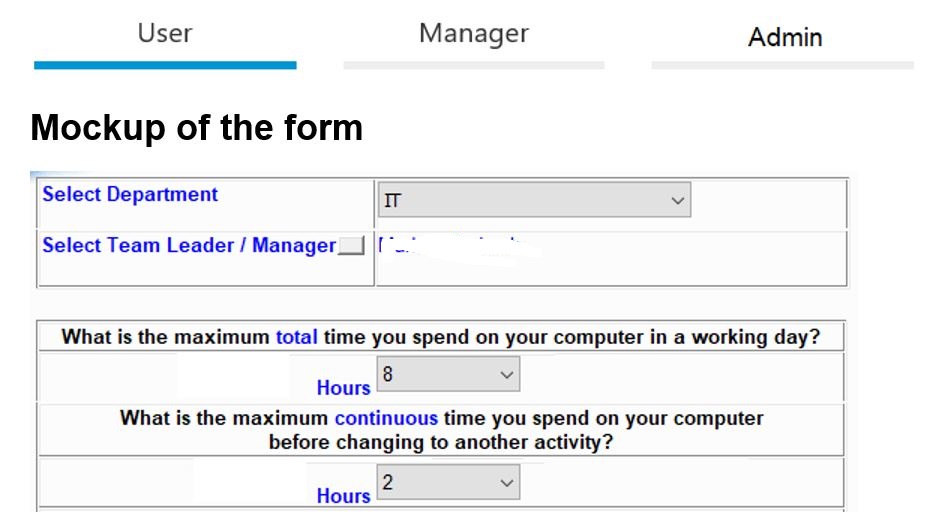 User Manager Admin
Mockup of the form
Select Department IT
Select Team Leader / Manager
What is the maximum total time you spend on your computer in a working day?
Hours 8
What is the maximum continuous time you spend on your computer
before changing to another activity?
Hours 2